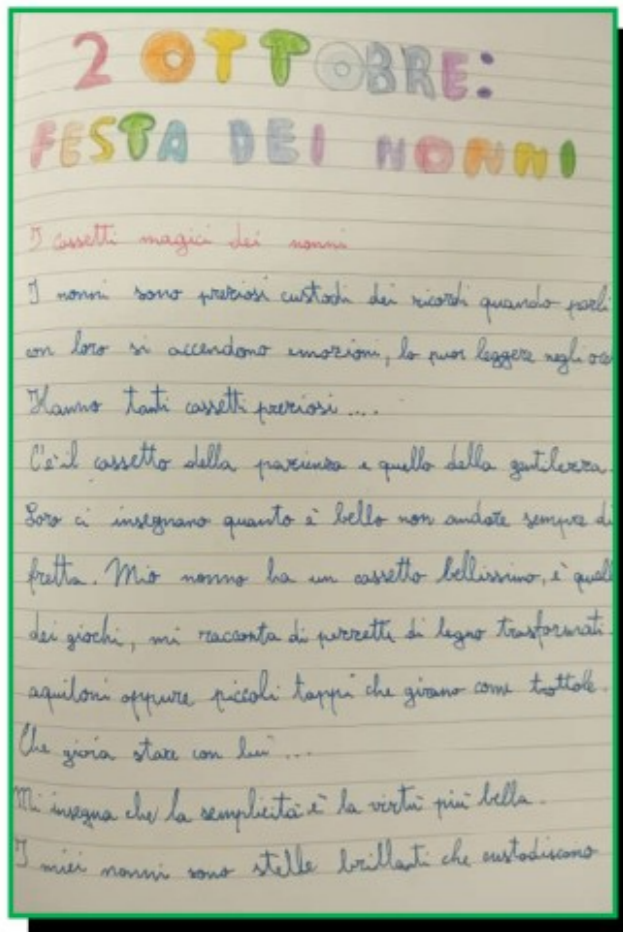 2 OTTOBRE:
FESTA DEI NONNI
I cassetti magici dei nonni
I nonni sono preziosi custodi dei ricordi quando parli
con loro si accendono emozioni, lo puoi leggere negli occ
Hanno tanti cassetti preziosi ....
C'è il cassetto della pazienza e quello della gentilezza.
Loro ci insegnano quanto è bello non andate sempre di
fretta. Mio nonno ha un cassetto bellissimo, è quell
dei giochi, mi racconta di pezzetti di legno trasformati
aquiloni oppure piccoli tappi che girano come trottole.
Che gioia stare con lui ...
Mi insegna che la semplicità è la virtù più bella.
I miei nonni sono stelle brillanti che custodiscono